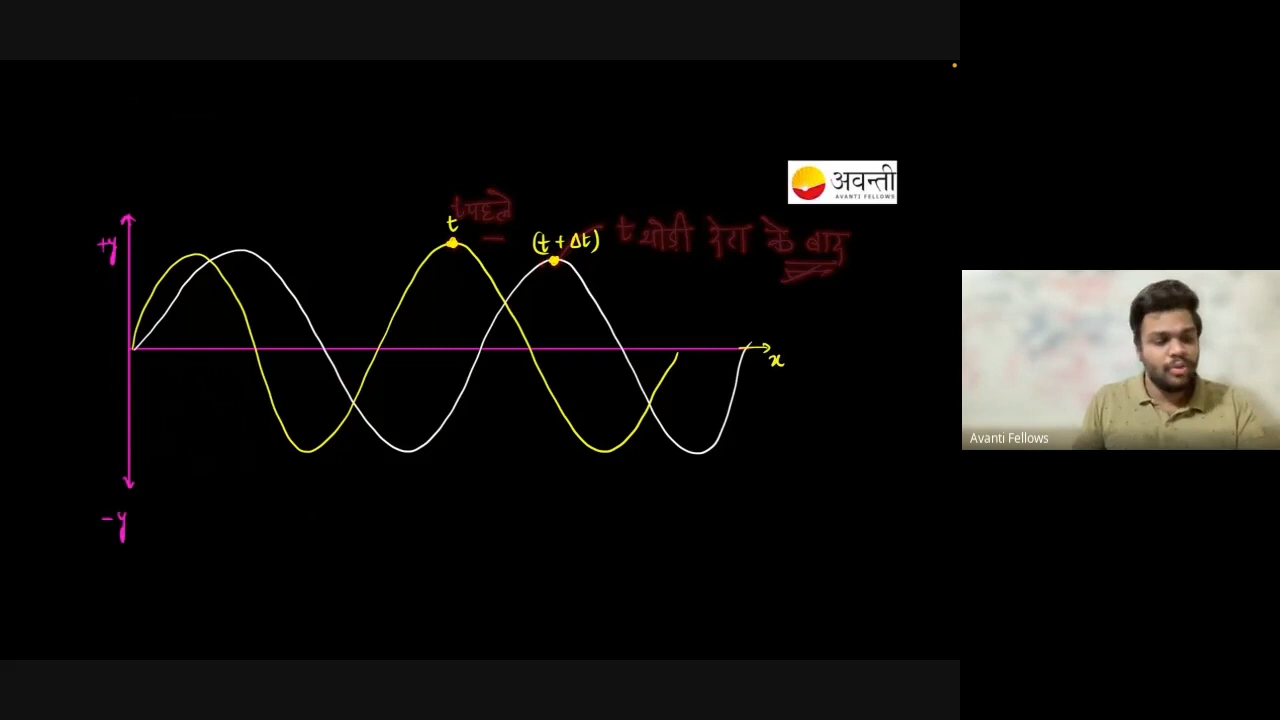 अवन्ती
AVANTI FELLOWS
t पहले
t
(t + Δt)
t थोडी देरा के बाद
+y
x
-y
Avanti Fellows